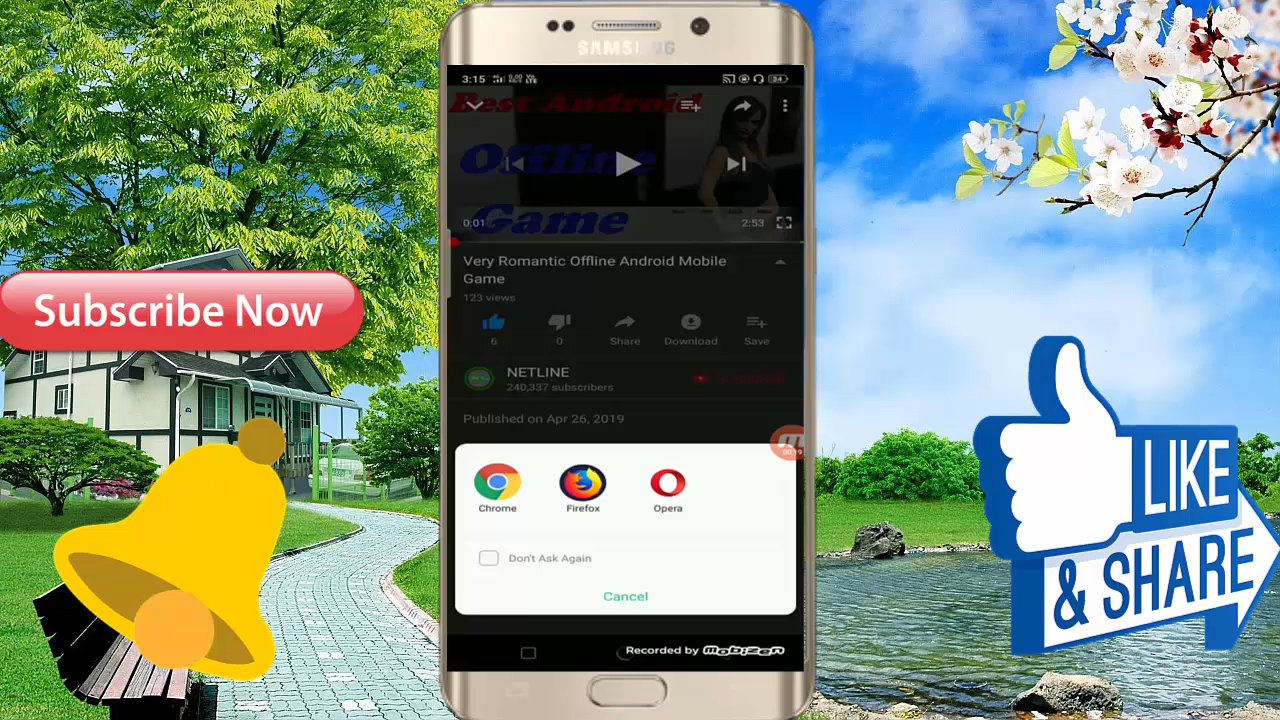 SAMSUNG
3:15
Best Android
Offline
Game
0:01
2:53
Very Romantic Offline Android Mobile
Game
123 views
6
0
Share
Download
Save
NETLINE
240,337 subscribers
Published on Apr 26, 2019
00:19
Chrome
Firefox
Opera
Don't Ask Again
Cancel
Recorded by mobizen
Subscribe Now
LIKE
& SHARE